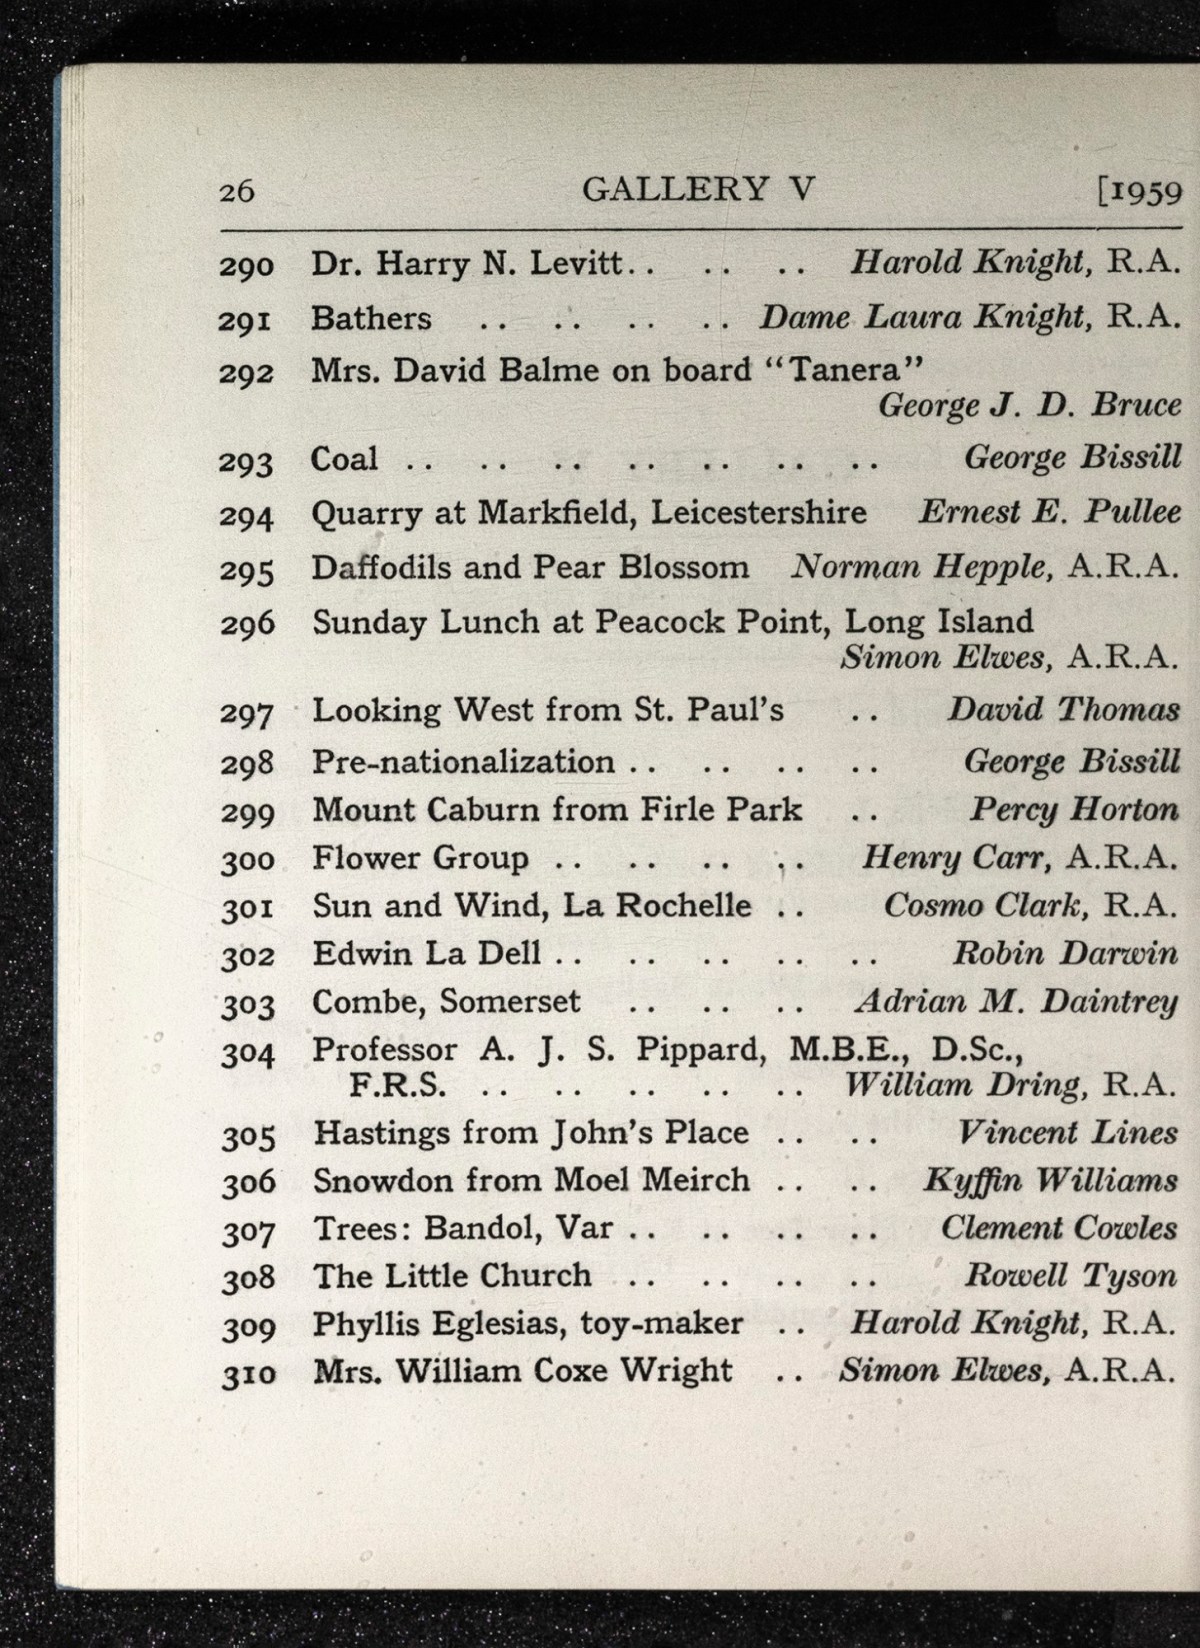 26 GALLERY V [1959
290 Dr. Harry N. Levitt. . . . . . Harold Knight, R.A.
291 Bathers . . . . . . . . Dame Laura Knight, R.A.
292 Mrs. David Balme on board “Tanera”
George J. D. Bruce
293 Coal . . . . . . . . . . . . . . George Bissill
294 Quarry at Markfield, Leicestershire Ernest E. Pullee
295 Daffodils and Pear Blossom Norman Hepple, A.R.A.
296 Sunday Lunch at Peacock Point, Long Island
Simon Elwes, A.R.A.
297 Looking West from St. Paul’s . . David Thomas
298 Pre-nationalization . . . . . . . . George Bissill
299 Mount Caburn from Firle Park . . Percy Horton
300 Flower Group . . . . . . . . Henry Carr, A.R.A.
301 Sun and Wind, La Rochelle . . Cosmo Clark, R.A.
302 Edwin La Dell . . . . . . . . . . Robin Darwin
303 Combe, Somerset . . . . . . Adrian M. Daintrey
304 Professor A. J. S. Pippard, M.B.E., D.Sc.,
F.R.S. . . . . . . . . . . William Dring, R.A.
305 Hastings from John’s Place . . . . Vincent Lines
306 Snowdon from Moel Meirch . . . . Kyffin Williams
307 Trees: Bandol, Var . . . . . . . . Clement Cowles
308 The Little Church . . . . . . . . Rowell Tyson
309 Phyllis Eglesias, toy-maker . . Harold Knight, R.A.
310 Mrs. William Coxe Wright . . Simon Elwes, A.R.A.